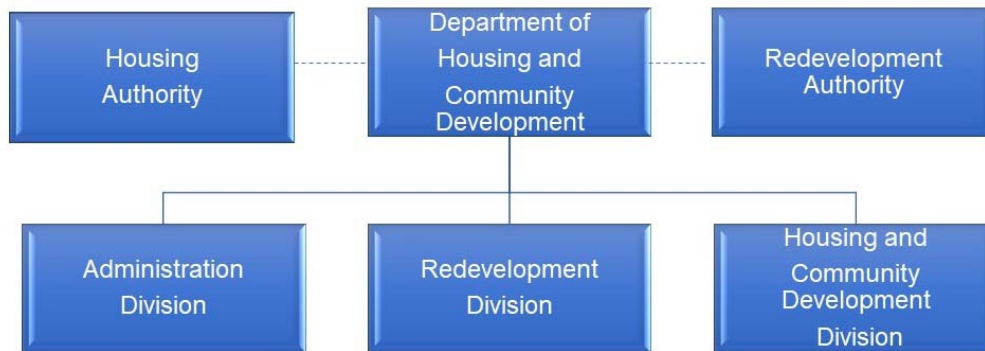 Housing
Authority
Department of
Housing and
Community
Development
Redevelopment
Authority
Administration
Division
Redevelopment
Division
Housing and
Community
Development
Division